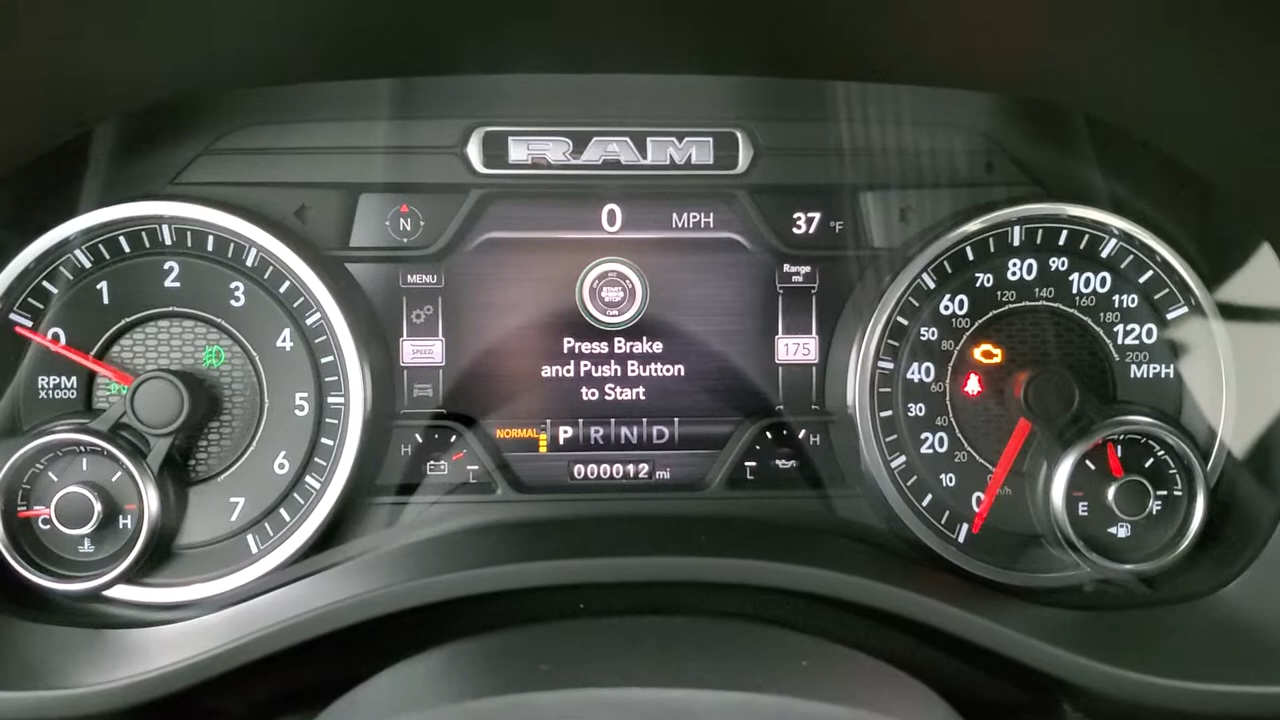 RAM
N
0 MPH
37 °F
MENU
SPEED
START
ENGINE
STOP
Press Brake
and Push Button
to Start
Range
mi
175
NORMAL P R N D
000012 mi
H
L
L
H
0
1
2
3
4
5
6
7
RPM
X1000
C
H
0
10
20
30
40
50
60
70
80
90
100
110
120
MPH
20
40
60
80
100
120
140
160
180
200
E
F